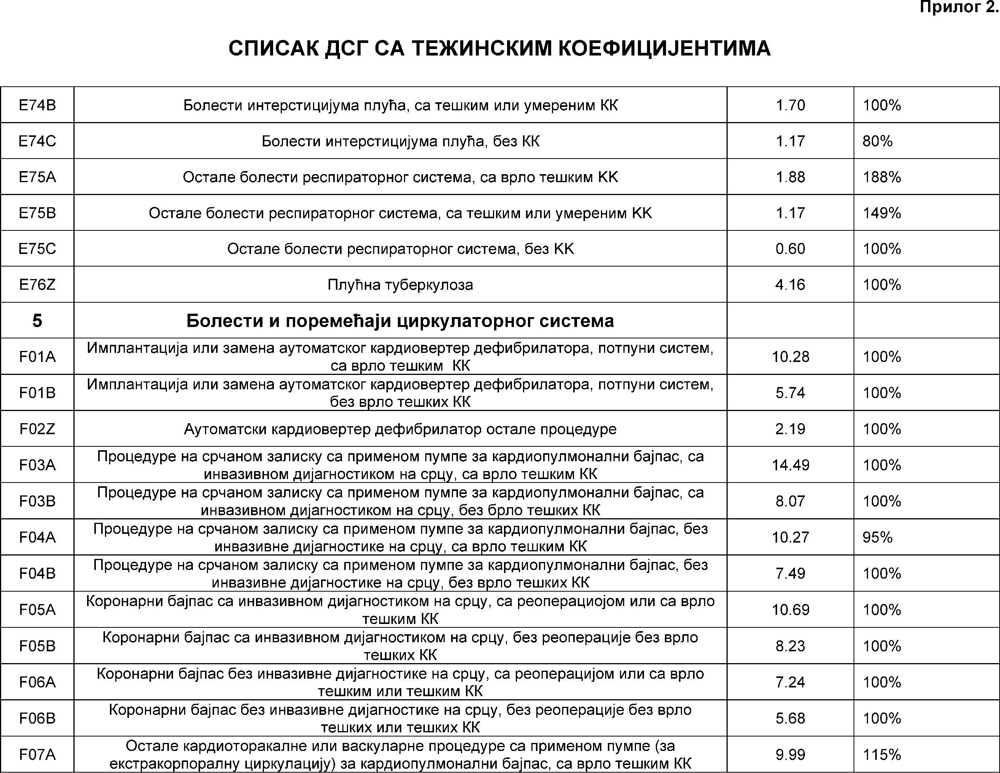 Прилог 2.
СПИСАК ДСГ СА ТЕЖИНСКИМ КОЕФИЦИЈЕНТИМА
E74B Болести интерстицијума плућа, са тешким или умереним КК 1.70 100%
E74C Болести интерстицијума плућа, без КК 1.17 80%
E75A Остале болести респираторног система, са врло тешким КК 1.88 188%
E75B Остале болести респираторног система, са тешким или умереним КК 1.17 149%
E75C Остале болести респираторног система, без КК 0.60 100%
E76Z Плућна туберкулоза 4.16 100%
5 Болести и поремећаји циркулаторног система
F01A Имплантација или замена аутоматског кардиовертер дефибрилатора, потпуни систем,
са врло тешким КК 10.28 100%
F01B Имплантација или замена аутоматског кардиовертер дефибрилатора, потпуни систем,
без врло тешких КК 5.74 100%
F02Z Аутоматски кардиовертер дефибрилатор остале процедуре 2.19 100%
F03A Процедуре на срчаном залиску са применом пумпе за кардиопулмонални бајпас, са
инвазивном дијагностиком на срцу, са врло тешким КК 14.49 100%
F03B Процедуре на срчаном залиску са применом пумпе за кардиопулмонални бајпас, са
инвазивном дијагностиком на срцу, без брло тешких КК 8.07 100%
F04A Процедуре на срчаном залиску са применом пумпе за кардиопулмонални бајпас, без
инвазивне дијагностике на срцу, са врло тешким КК 10.27 95%
F04B Процедуре на срчаном залиску са применом пумпе за кардиопулмонални бајпас, без
инвазивне дијагностике на срцу, без врло тешких КК 7.49 100%
F05A Коронарни бајпас са инвазивном дијагностиком на срцу, са реоперациојом или са врло
тешким КК 10.69 100%
F05B Коронарни бајпас са инвазивном дијагностиком на срцу, без реоперације без врло
тешких КК 8.23 100%
F06A Коронарни бајпас без инвазивне дијагностике на срцу, са реоперацијом или са врло
тешким или тешким КК 7.24 100%
F06B Коронарни бајпас без инвазивне дијагностике на срцу, без реоперације без врло
тешких или тешких КК 5.68 100%
F07A Остале кардиоторакалне или васкуларне процедуре са применом пумпе (за
екстракорпоралну циркулацију) за кардиопулмонални бајпас, са врло тешким КК 9.99 115%